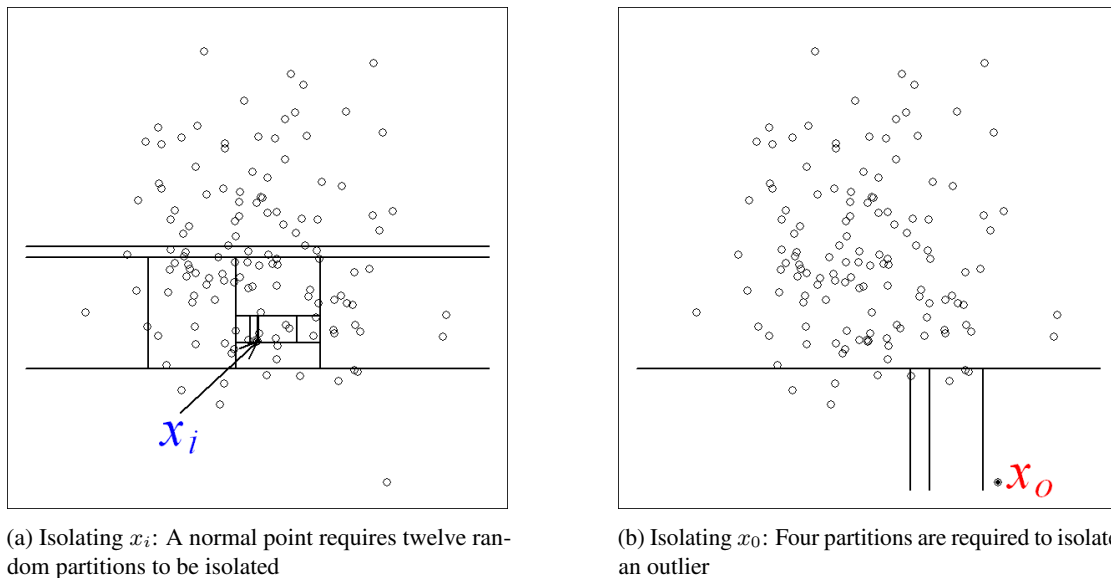 x_i
x_o
(a) Isolating x_i: A normal point requires twelve ran-
dom partitions to be isolated
(b) Isolating x_0: Four partitions are required to isolate
an outlier